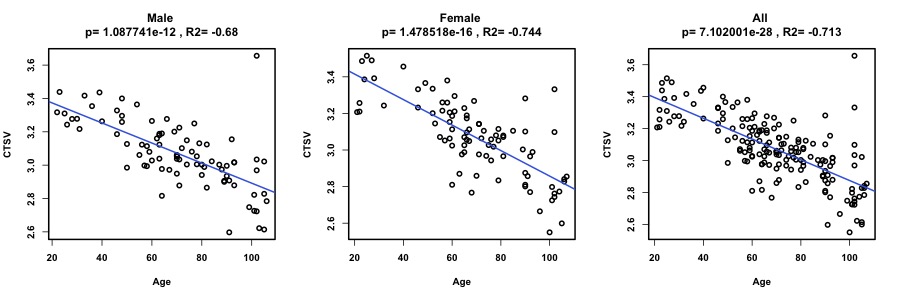 Male
p= 1.087741e-12 , R2= -0.68
CTSV
3.6
3.4
3.2
3.0
2.8
2.6
20 40 60 80 100
Age
Female
p= 1.478518e-16 , R2= -0.744
CTSV
3.4
3.2
3.0
2.8
2.6
20 40 60 80 100
Age
All
p= 7.102001e-28 , R2= -0.713
CTSV
3.6
3.4
3.2
3.0
2.8
2.6
20 40 60 80 100
Age